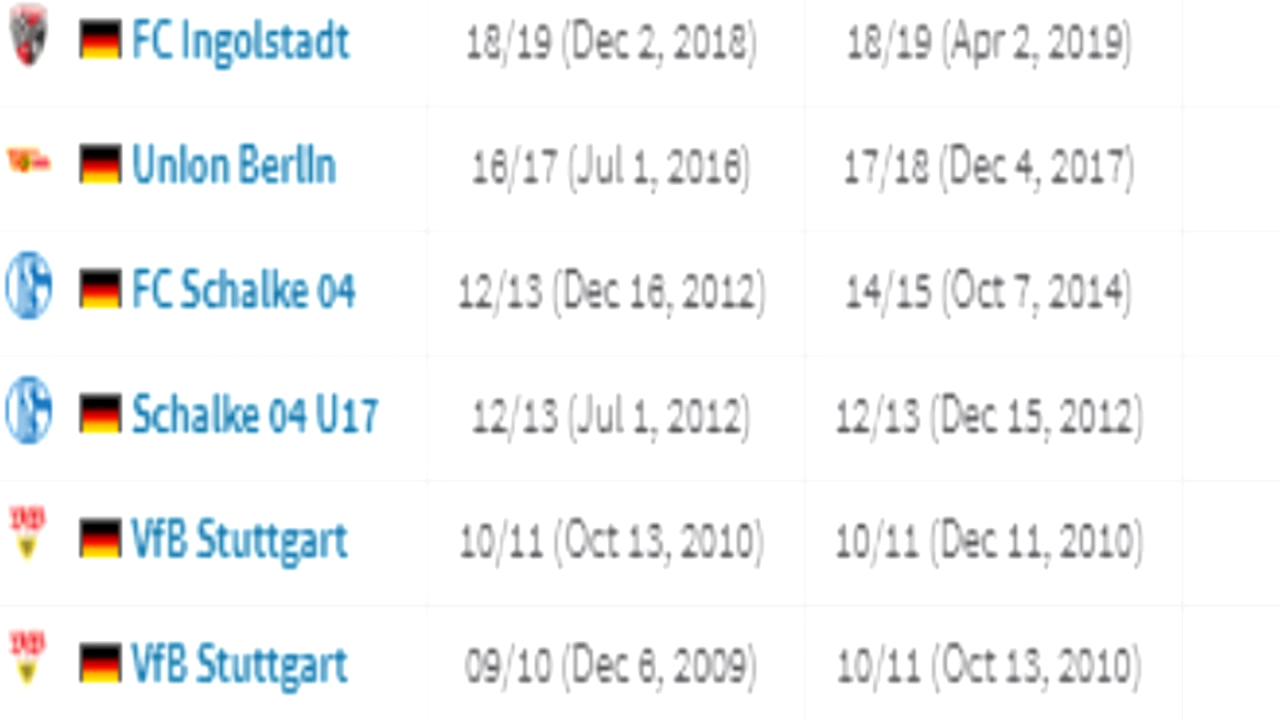 FC Ingolstadt 18/19 (Dec 2, 2018) 18/19 (Apr 2, 2019)
Union Berlin 16/17 (Jul 1, 2016) 17/18 (Dec 4, 2017)
FC Schalke 04 12/13 (Dec 16, 2012) 14/15 (Oct 7, 2014)
Schalke 04 U17 12/13 (Jul 1, 2012) 12/13 (Dec 15, 2012)
VfB Stuttgart 10/11 (Oct 13, 2010) 10/11 (Dec 11, 2010)
VfB Stuttgart 09/10 (Dec 6, 2009) 10/11 (Oct 13, 2010)